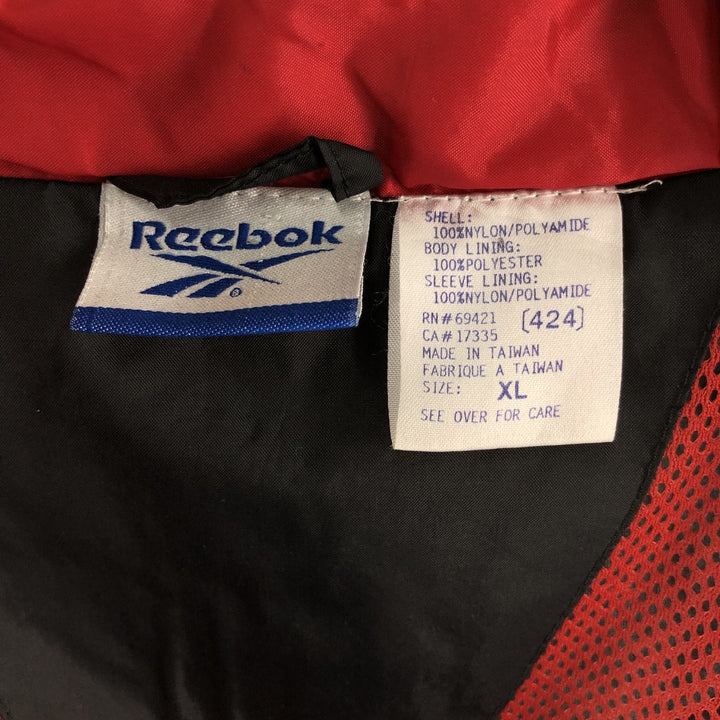 Reebok
®
SHELL:
100%NYLON/POLYAMIDE
BODY LINING:
100%POLYESTER
SLEEVE LINING:
100%NYLON/POLYAMIDE
RN#69421 [424]
CA#17335
MADE IN TAIWAN
FABRIQUE A TAIWAN
SIZE: XL
SEE OVER FOR CARE